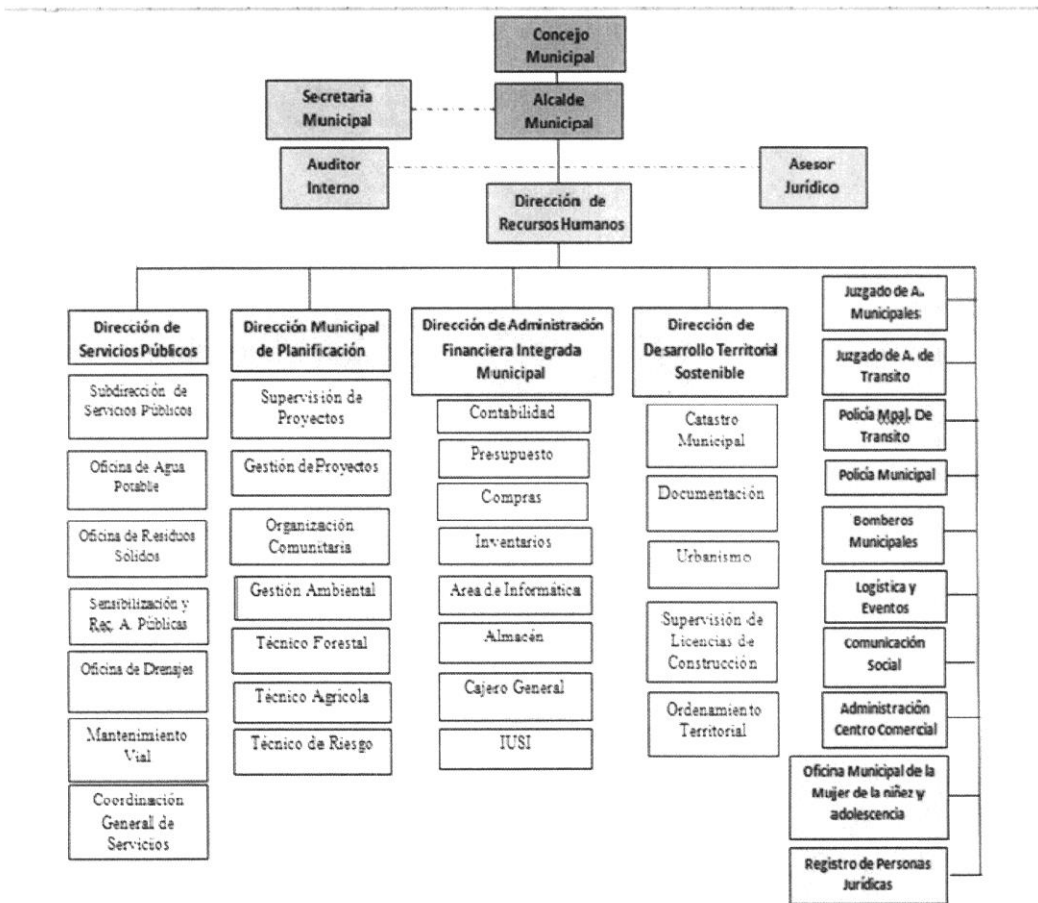 Concejo
Municipal
Secretaria
Municipal
Alcalde
Municipal
Auditor
Interno
Asesor
Jurídico
Dirección de
Recursos Humanos
Dirección de
Servicios Públicos
Subdirección de
Servicios Públicos
Oficina de Agua
Potable
Oficina de Residuos
Solidos
Sensibilización y
Rec. A. Públicas
Oficina de Drenajes
Mantenimiento
Vial
Coordinación
General de
Servicios
Dirección Municipal
de Planificación
Supervisión de
Proyectos
Gestión de Proyectos
Organización
Comunitaria
Gestión Ambiental
Técnico Forestal
Técnico Agricola
Técnico de Riesgo
Dirección de Administración
Financiera Integrada
Municipal
Contabilidad
Presupuesto
Compras
Inventarios
Area de Informática
Almacén
Cajero General
IUSI
Dirección de
Desarrollo Territorial
Sostenible
Catastro
Municipal
Documentación
Urbanismo
Supervisión de
Licencias de
Construcción
Ordenamiento
Territorial
Juzgado de A.
Municipales
Juzgado de A. de
Transito
Policía Mpal. De
Transito
Policía Municipal
Bomberos
Municipales
Logística y
Eventos
Comunicación
Social
Administración
Centro Comercial
Oficina Municipal de la
Mujer de la niñez y
adolescencia
Registro de Personas
Jurídicas